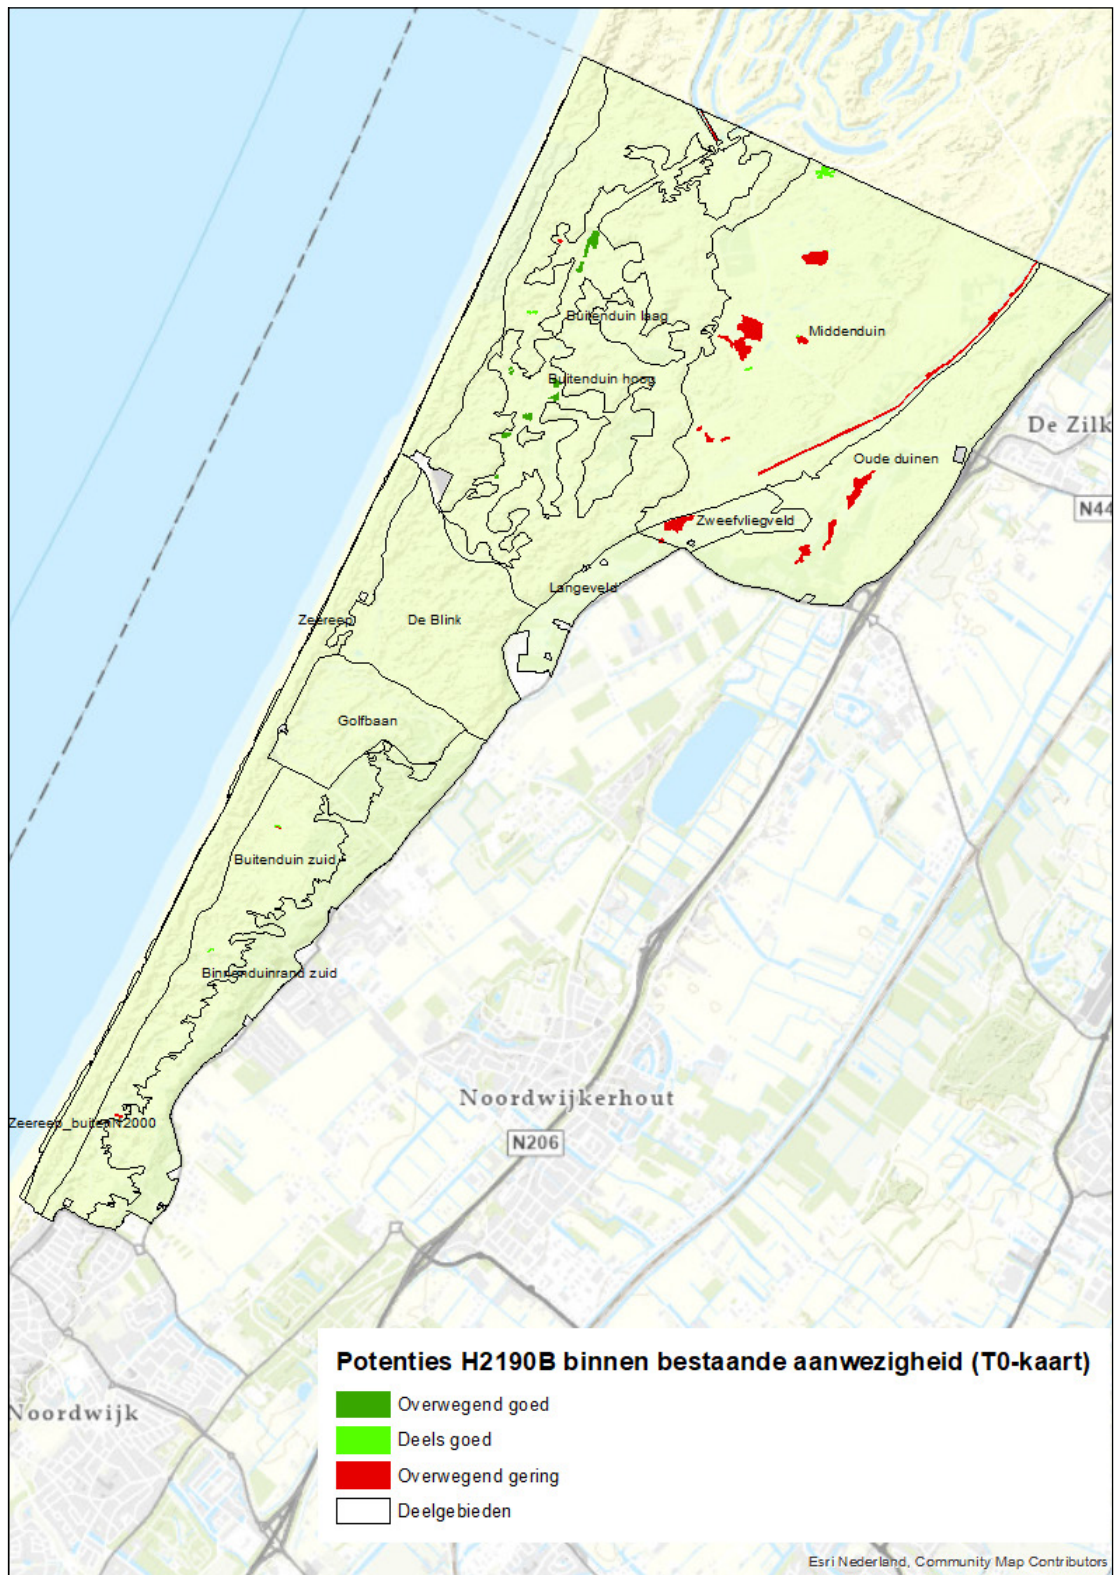 Buitenduin laag
Middenduin
Buitenduin hoog
De Zilk
Oude duinen
N44
Zweefvliegveld
Langeveld
Zeereep
De Blink
Golfbaan
Buitenduin zuid
Binnenduinrand zuid
Noordwijkerhout
Zeereep_buitenN2000
N206
Noordwijk
Potenties H2190B binnen bestaande aanwezigheid (T0-kaart)
Overwegend goed
Deels goed
Overwegend gering
Deelgebieden
Esri Nederland, Community Map Contributors